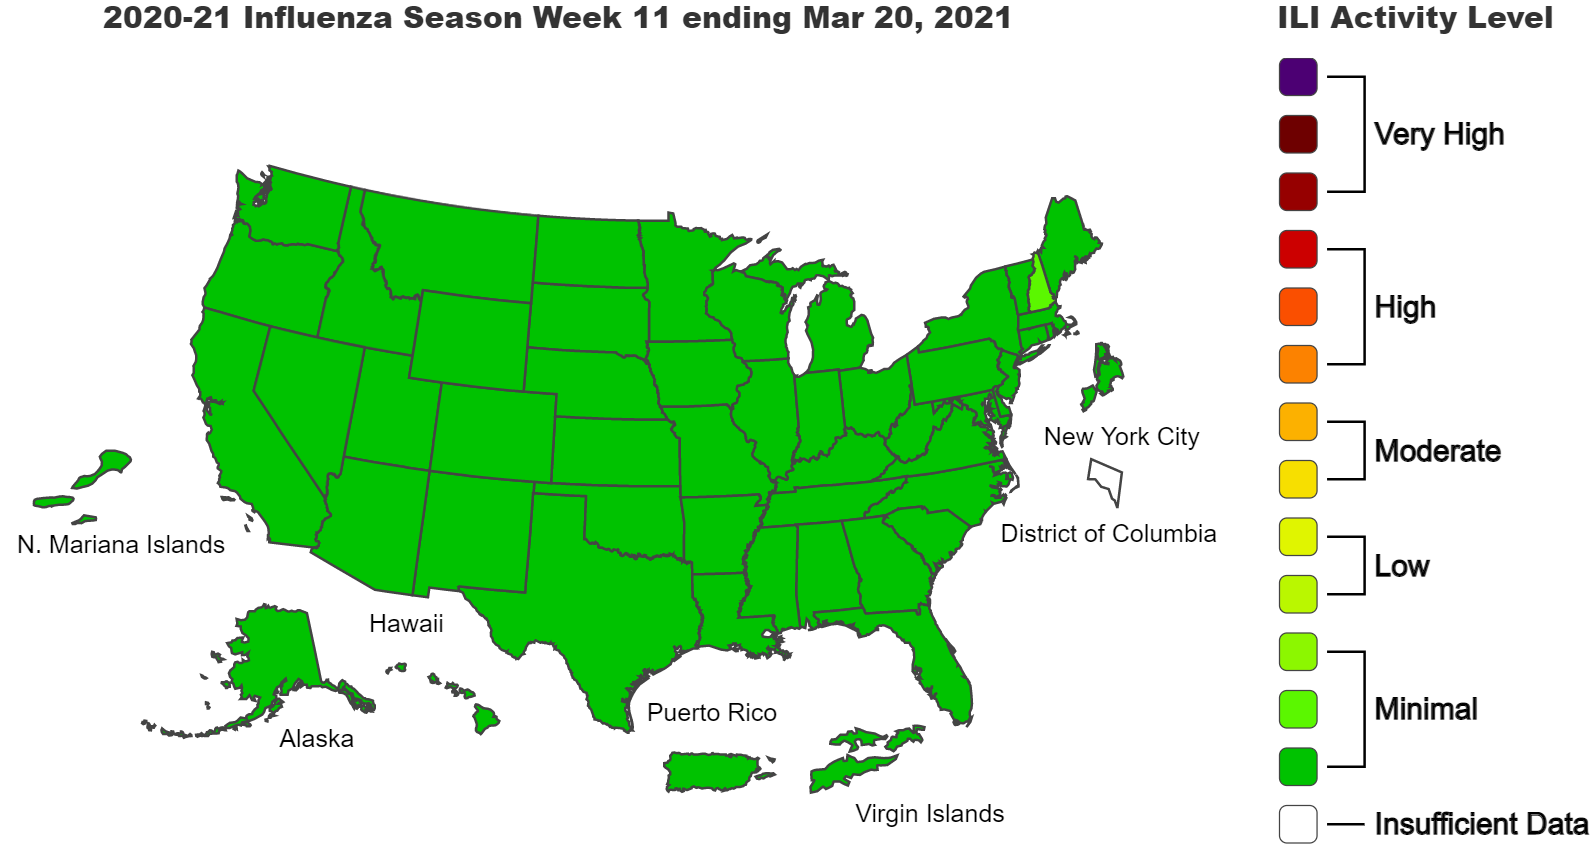 2020-21 Influenza Season Week 11 ending Mar 20, 2021
ILI Activity Level
Very High
High
Moderate
Low
Minimal
Insufficient Data
New York City
District of Columbia
N. Mariana Islands
Hawaii
Alaska
Puerto Rico
Virgin Islands